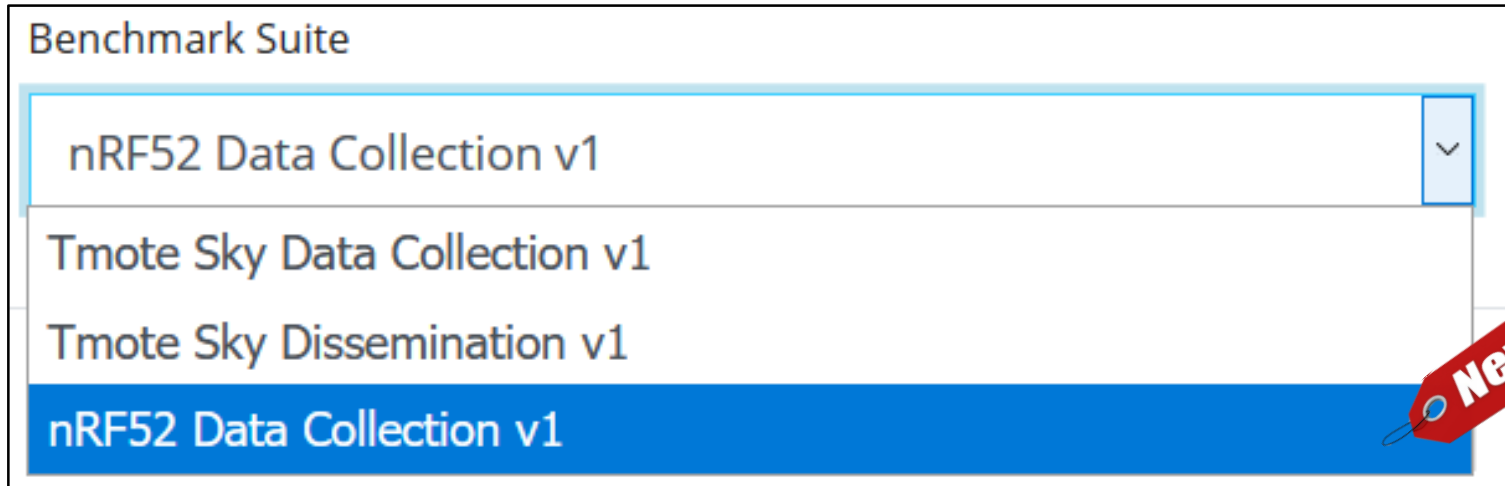 Benchmark Suite
nRF52 Data Collection v1
Tmote Sky Data Collection v1
Tmote Sky Dissemination v1
nRF52 Data Collection v1